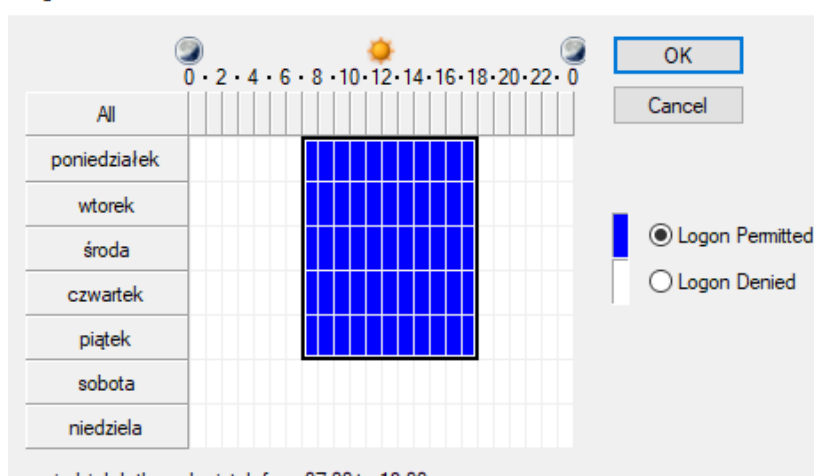 0 · 2 · 4 · 6 · 8 · 10 · 12 · 14 · 16 · 18 · 20 · 22 · 0
All
poniedziałek
wtorek
środa
czwartek
piątek
sobota
niedziela
OK
Cancel
Logon Permitted
Logon Denied